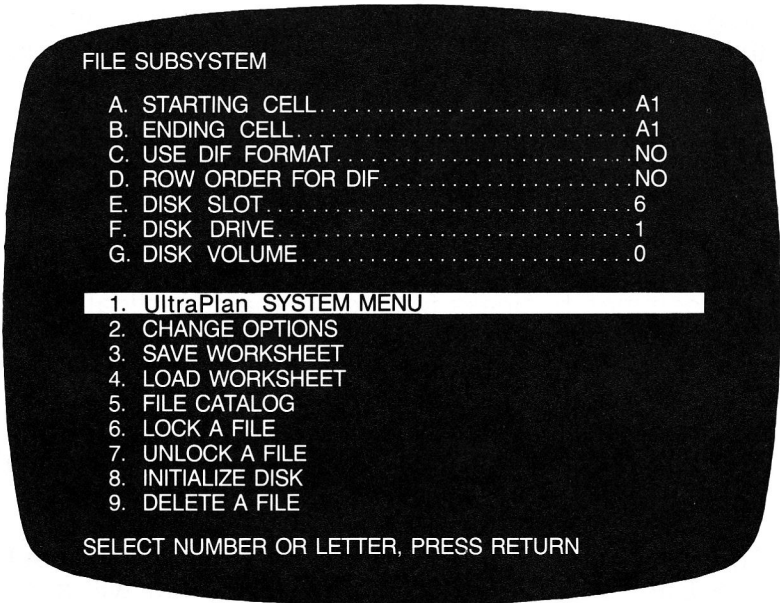 FILE SUBSYSTEM
A. STARTING CELL............................A1
B. ENDING CELL..............................A1
C. USE DIF FORMAT..........................NO
D. ROW ORDER FOR DIF......................NO
E. DISK SLOT................................6
F. DISK DRIVE...............................1
G. DISK VOLUME.............................0
1. UltraPlan SYSTEM MENU
2. CHANGE OPTIONS
3. SAVE WORKSHEET
4. LOAD WORKSHEET
5. FILE CATALOG
6. LOCK A FILE
7. UNLOCK A FILE
8. INITIALIZE DISK
9. DELETE A FILE
SELECT NUMBER OR LETTER, PRESS RETURN